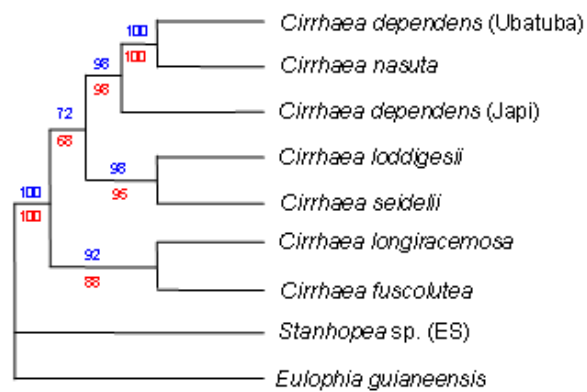 100
Cirrhaea dependens (Ubatuba)
98
100
Cirrhaea nasuta
98
72
Cirrhaea dependens (Japi)
68
98
Cirrhaea loddigesii
100
96
Cirrhaea seidelii
100
92
Cirrhaea longiracemosa
88
Cirrhaea fuscolutea
Stanhopea sp. (ES)
Eulophia guianeensis